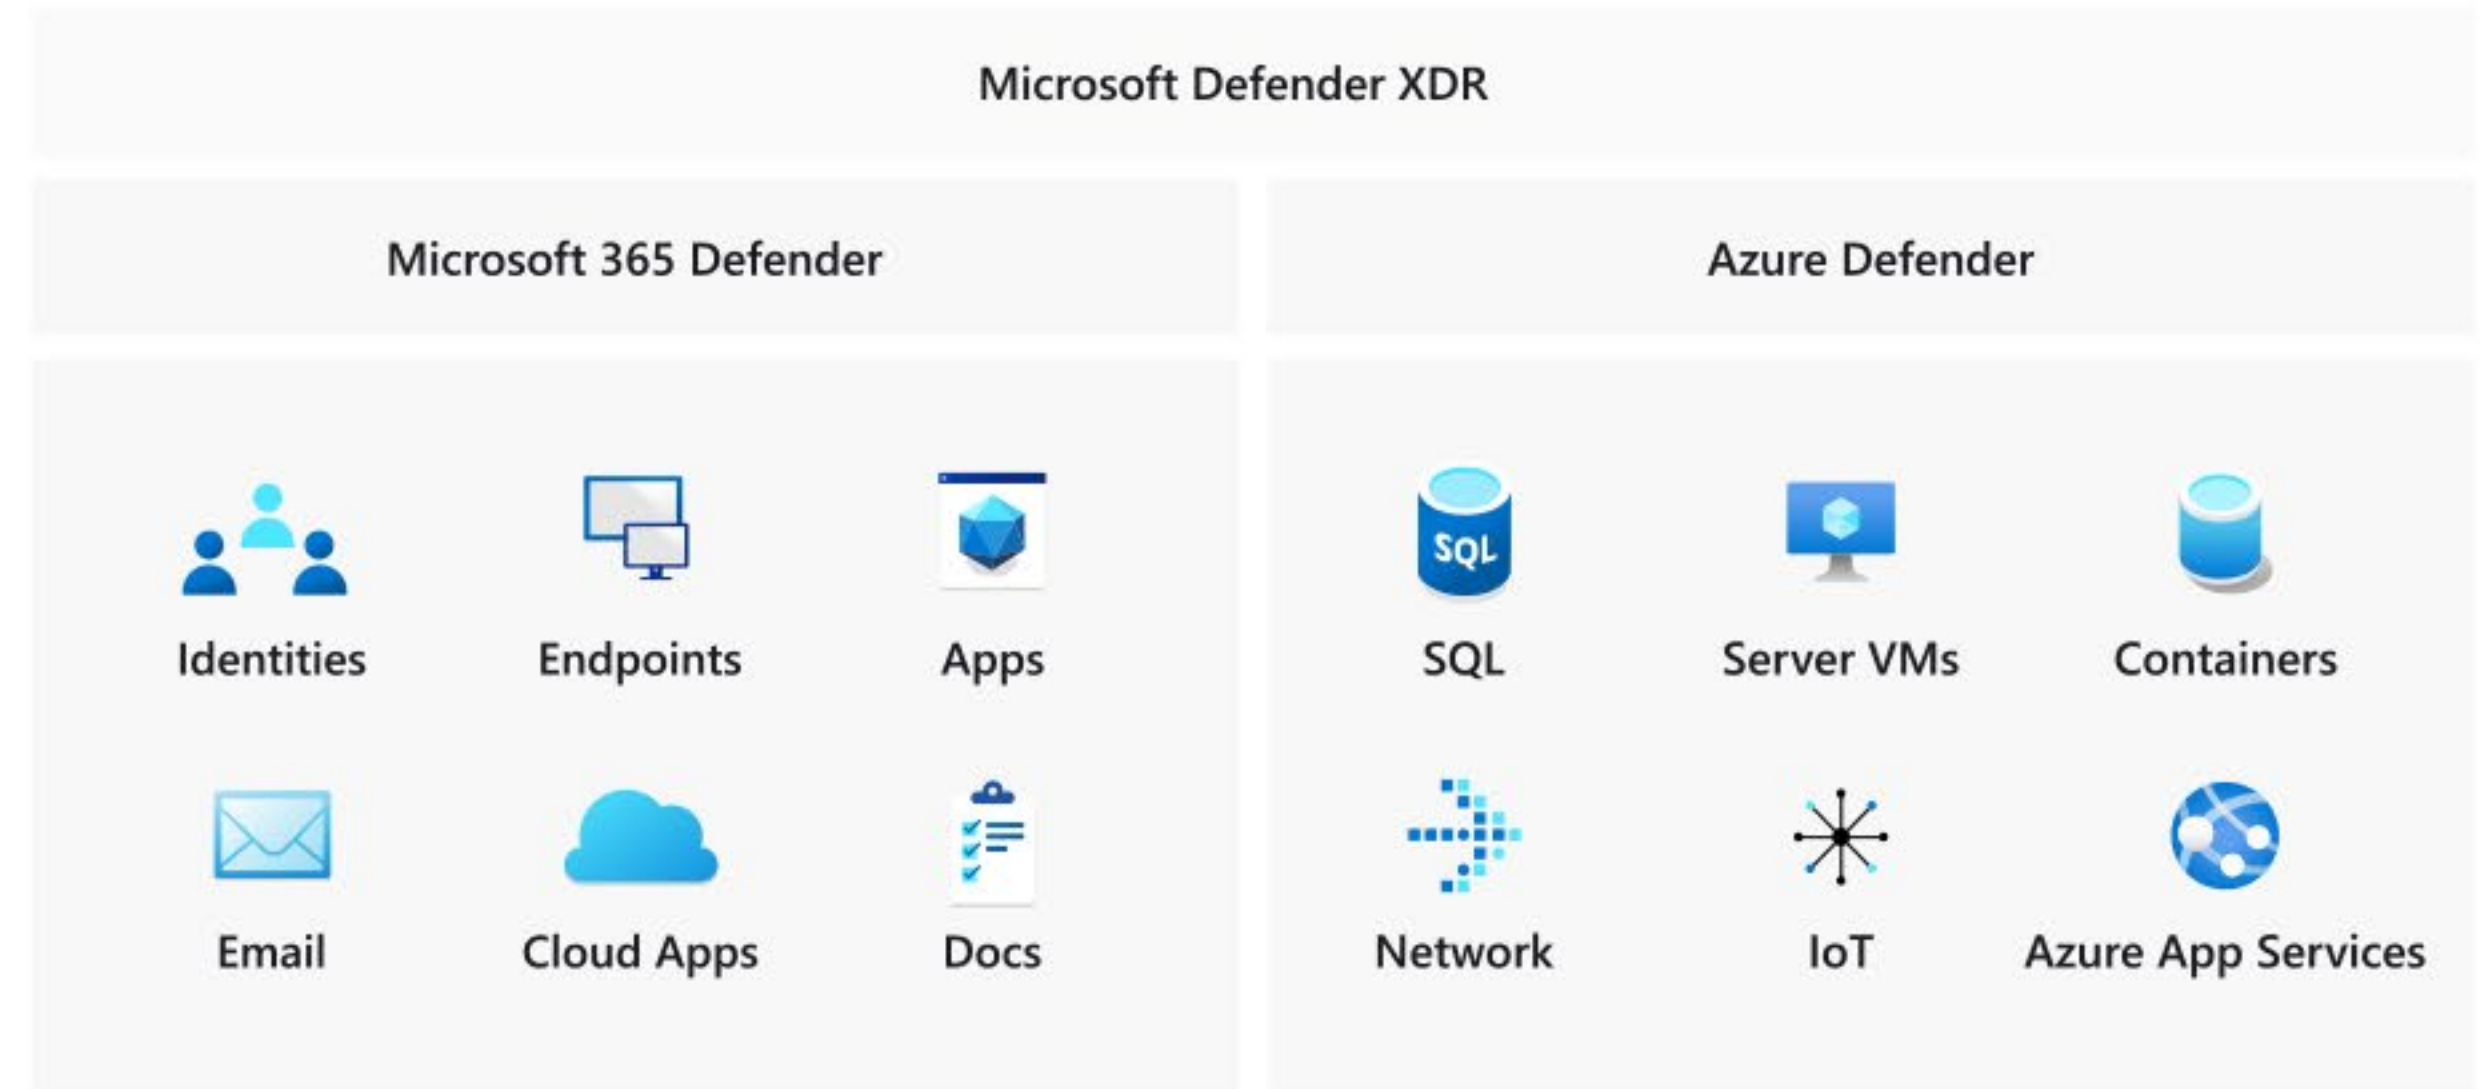 Microsoft Defender XDR
Microsoft 365 Defender
Azure Defender
Identities
Endpoints
Apps
SQL
SQL
Server VMs
Containers
Email
Cloud Apps
Docs
Network
IoT
Azure App Services